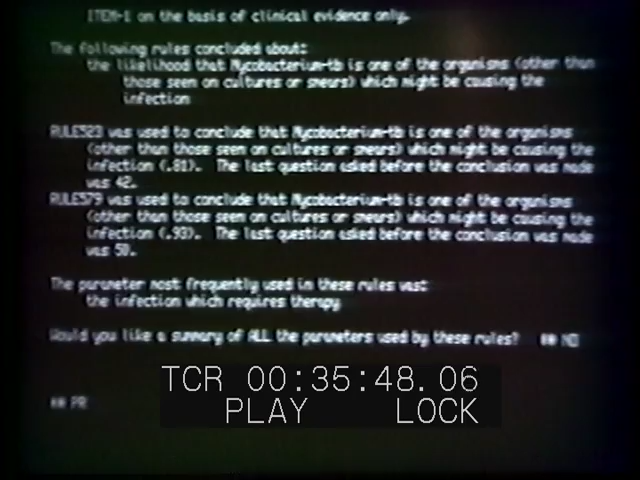 ITEM-1 on the basis of clinical evidence only.
The following rules concluded about:
the likelihood that Mycobacterium-tb is one of the organisms (other than
those seen on cultures or smears) which might be causing the
infection
RULE523 was used to conclude that Mycobacterium-tb is one of the organisms
(other than those seen on cultures or smears) which might be causing the
infection (.81). The last question asked before the conclusion was made
was 42.
RULE579 was used to conclude that Mycobacterium-tb is one of the organisms
(other than those seen on cultures or smears) which might be causing the
infection (.93). The last question asked before the conclusion was made
was 50.
The parameter most frequently used in these rules was:
the infection which requires therapy
Would you like a summary of ALL the parameters used by these rules? ** NO
** PR
TCR 00:35:48.06
PLAY LOCK